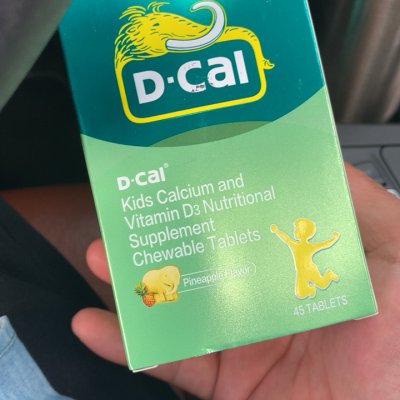 D-Cal
D-Cal®
Kids Calcium and
Vitamin D3 Nutritional
Supplement
Chewable Tablets
Pineapple Flavor
45 TABLETS